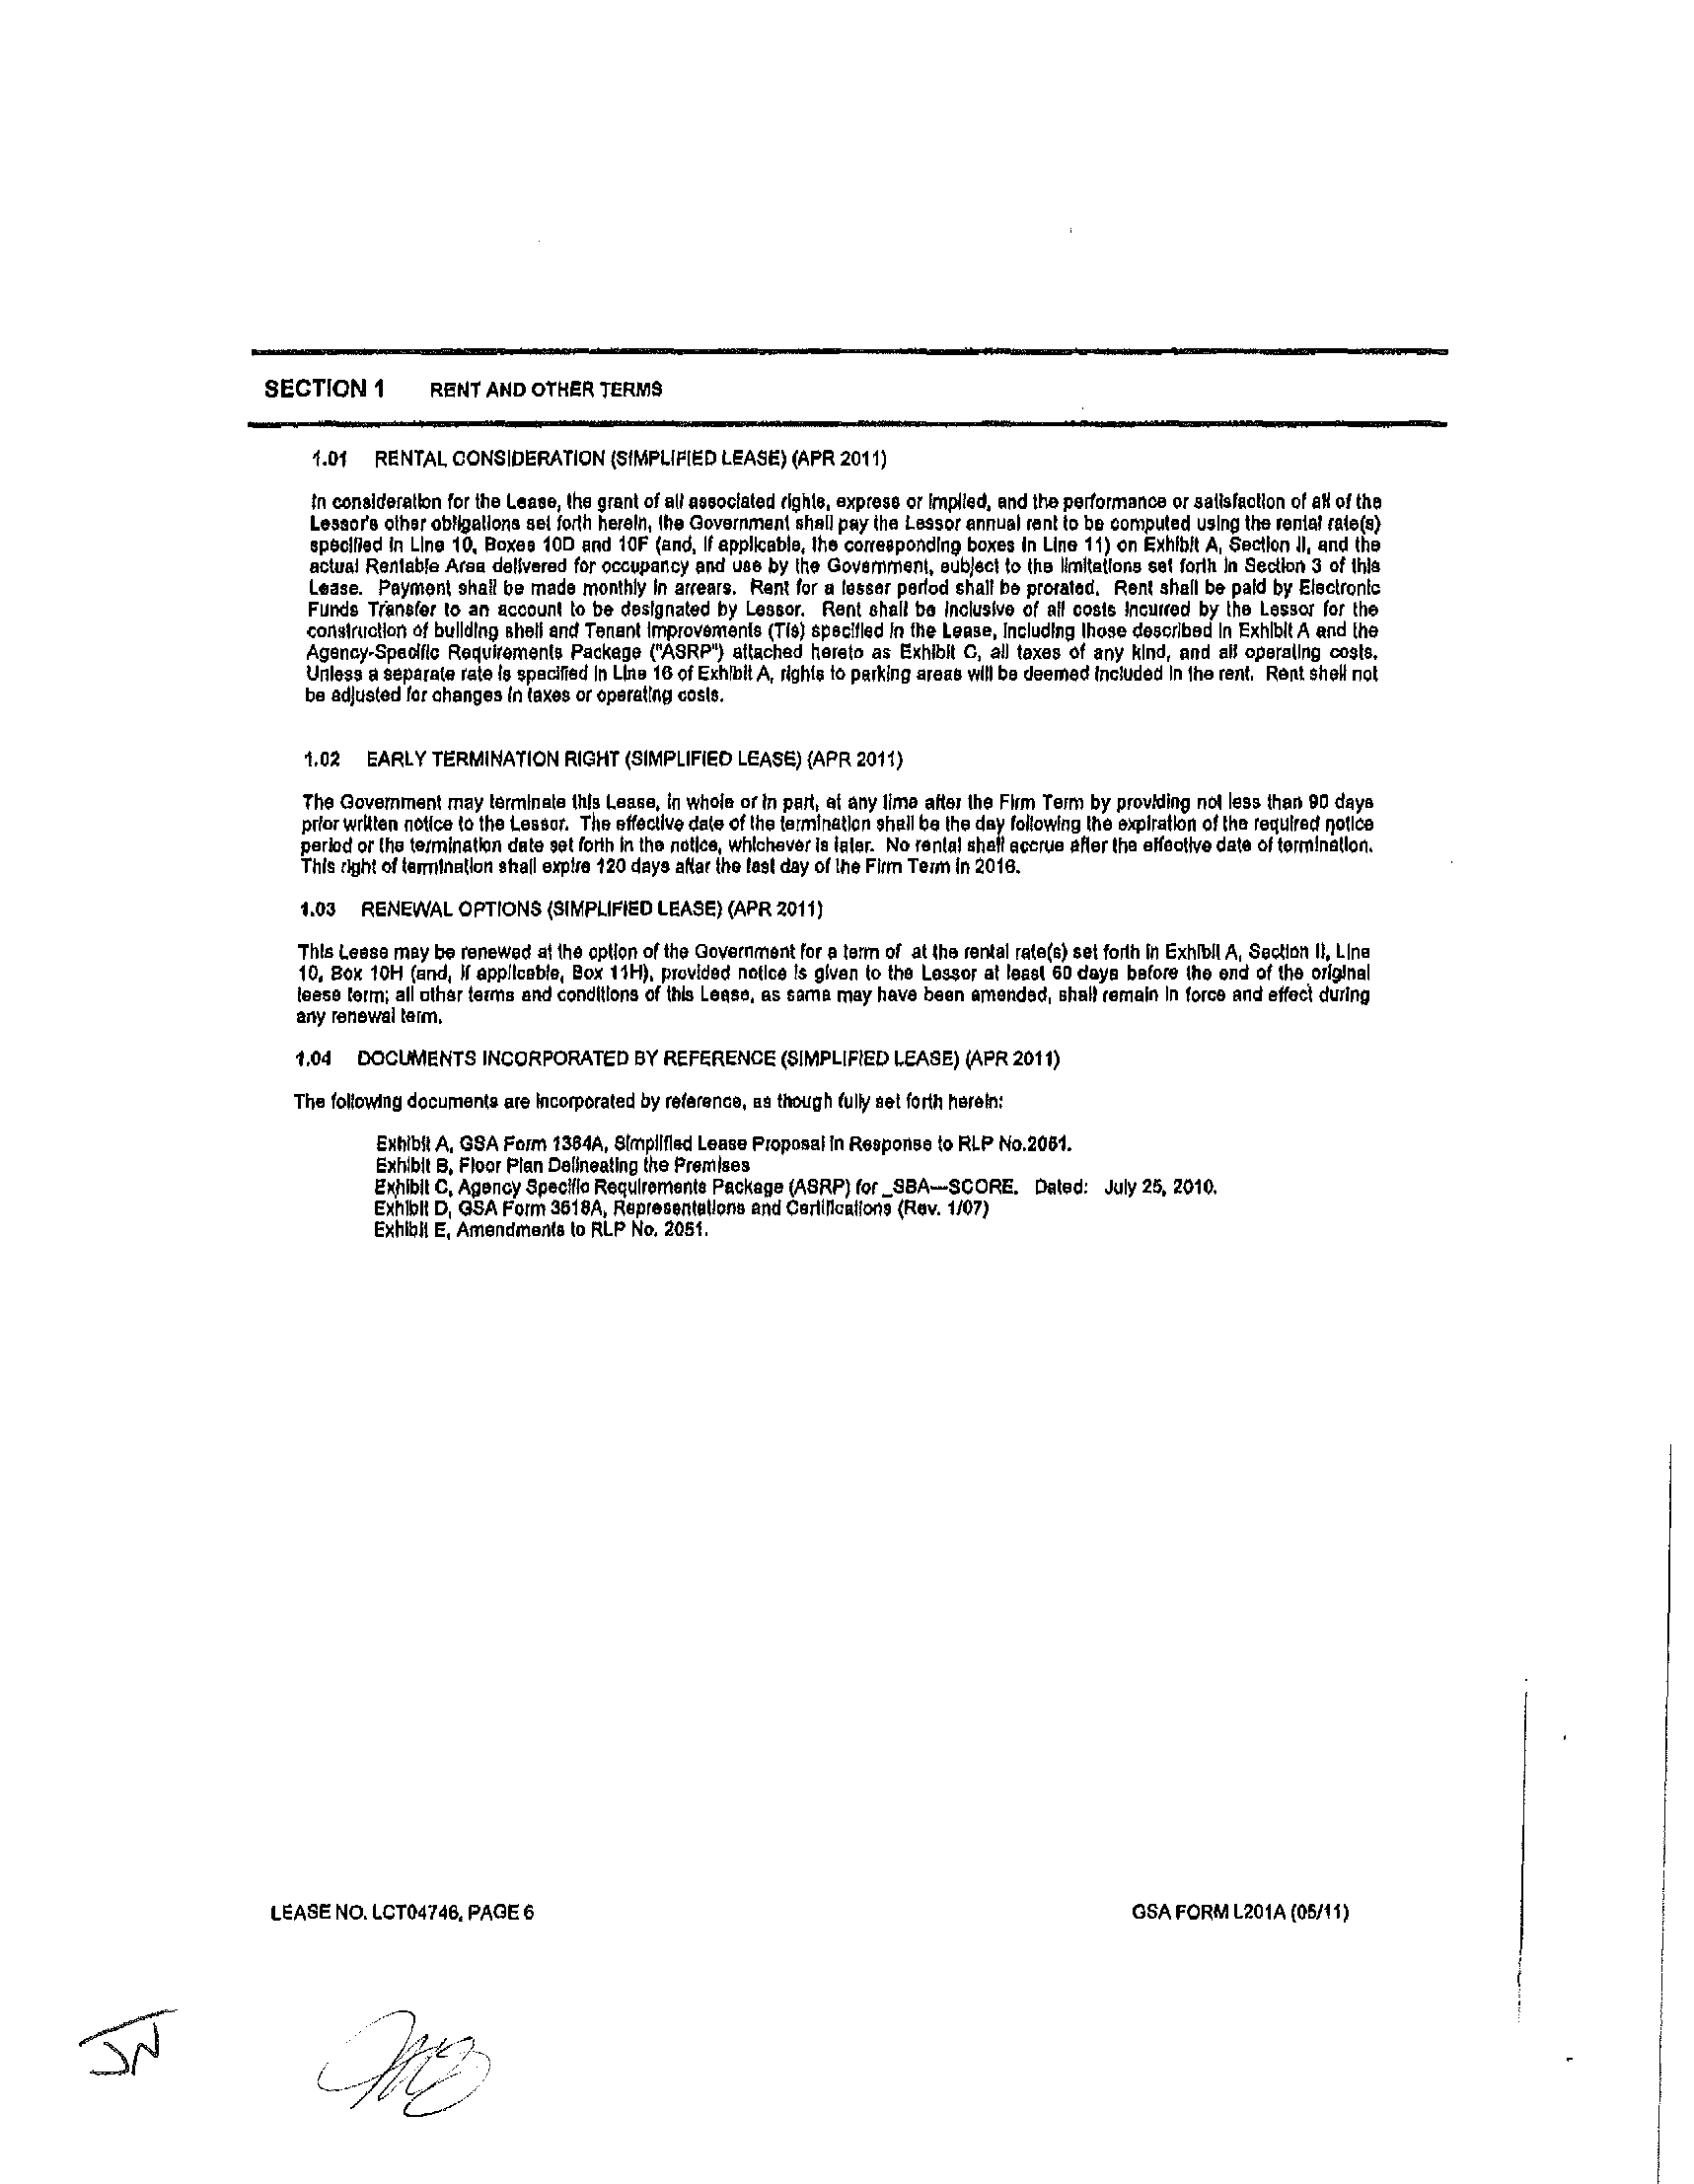 SECTION 1 RENT AND OTHER TERMS
1.01 RENTAL CONSIDERATION (SIMPLIFIED LEASE) (APR 2011)
In consideration for the Lease, the grant of all associated rights, express or implied, and the performance or satisfaction of all of the
Lessor's other obligations set forth herein, the Government shall pay the Lessor annual rent to be computed using the rental rate(s)
specified in Line 10, Boxes 10D and 10F (and, if applicable, the corresponding boxes in Line 11) on Exhibit A, Section II, and the
actual Rentable Area delivered for occupancy and use by the Government, subject to the limitations set forth in Section 3 of this
Lease. Payment shall be made monthly in arrears. Rent for a lesser period shall be prorated. Rent shall be paid by Electronic
Funds Transfer to an account to be designated by Lessor. Rent shall be inclusive of all costs incurred by the Lessor for the
construction of building shell and Tenant Improvements (TIs) specified in the Lease, including those described in Exhibit A and the
Agency-Specific Requirements Package ("ASRP") attached hereto as Exhibit C, all taxes of any kind, and all operating costs.
Unless a separate rate is specified in Line 16 of Exhibit A, rights to parking areas will be deemed included in the rent. Rent shall not
be adjusted for changes in taxes or operating costs.
1.02 EARLY TERMINATION RIGHT (SIMPLIFIED LEASE) (APR 2011)
The Government may terminate this Lease, in whole or in part, at any time after the Firm Term by providing not less than 90 days
prior written notice to the Lessor. The effective date of the termination shall be the day following the expiration of the required notice
period or the termination date set forth in the notice, whichever is later. No rental shall accrue after the effective date of termination.
This right of termination shall expire 120 days after the last day of the Firm Term in 2016.
1.03 RENEWAL OPTIONS (SIMPLIFIED LEASE) (APR 2011)
This Lease may be renewed at the option of the Government for a term of at the rental rate(s) set forth in Exhibit A, Section II, Line
10, Box 10H (and, if applicable, Box 11H), provided notice is given to the Lessor at least 60 days before the end of the original
lease term; all other terms and conditions of this Lease, as same may have been amended, shall remain in force and effect during
any renewal term.
1.04 DOCUMENTS INCORPORATED BY REFERENCE (SIMPLIFIED LEASE) (APR 2011)
The following documents are incorporated by reference, as though fully set forth herein:
Exhibit A, GSA Form 1364A, Simplified Lease Proposal in Response to RLP No.2051.
Exhibit B, Floor Plan Delineating the Premises
Exhibit C, Agency Specific Requirements Package (ASRP) for _SBA—SCORE. Dated: July 25, 2010.
Exhibit D, GSA Form 3518A, Representations and Certifications (Rev. 1/07)
Exhibit E, Amendments to RLP No. 2051.
LEASE NO. LCT04746, PAGE 6 GSA FORM L201A (05/11)
JN